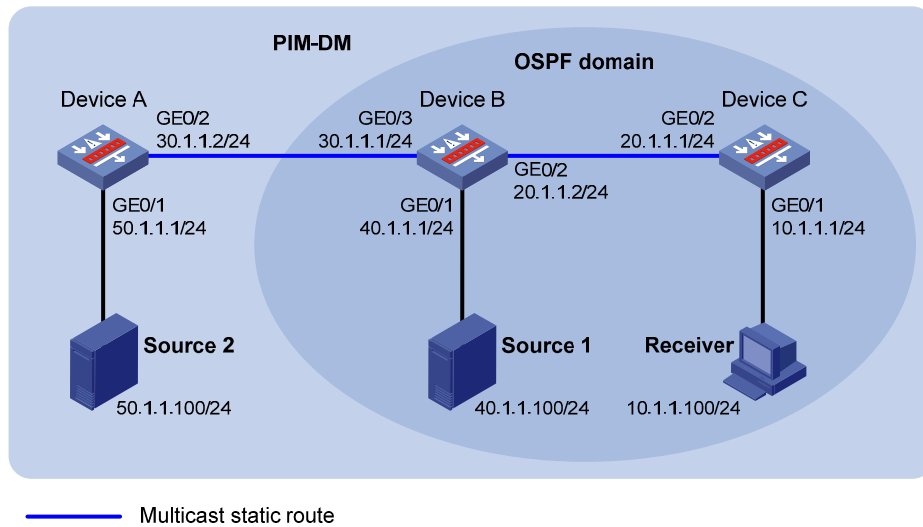 PIM-DM
OSPF domain
Device A
Device B
Device C
GE0/2
30.1.1.2/24
GE0/3
30.1.1.1/24
GE0/2
20.1.1.2/24
GE0/2
20.1.1.1/24
GE0/1
50.1.1.1/24
GE0/1
40.1.1.1/24
GE0/1
10.1.1.1/24
Source 2
Source 1
Receiver
50.1.1.100/24
40.1.1.100/24
10.1.1.100/24
Multicast static route